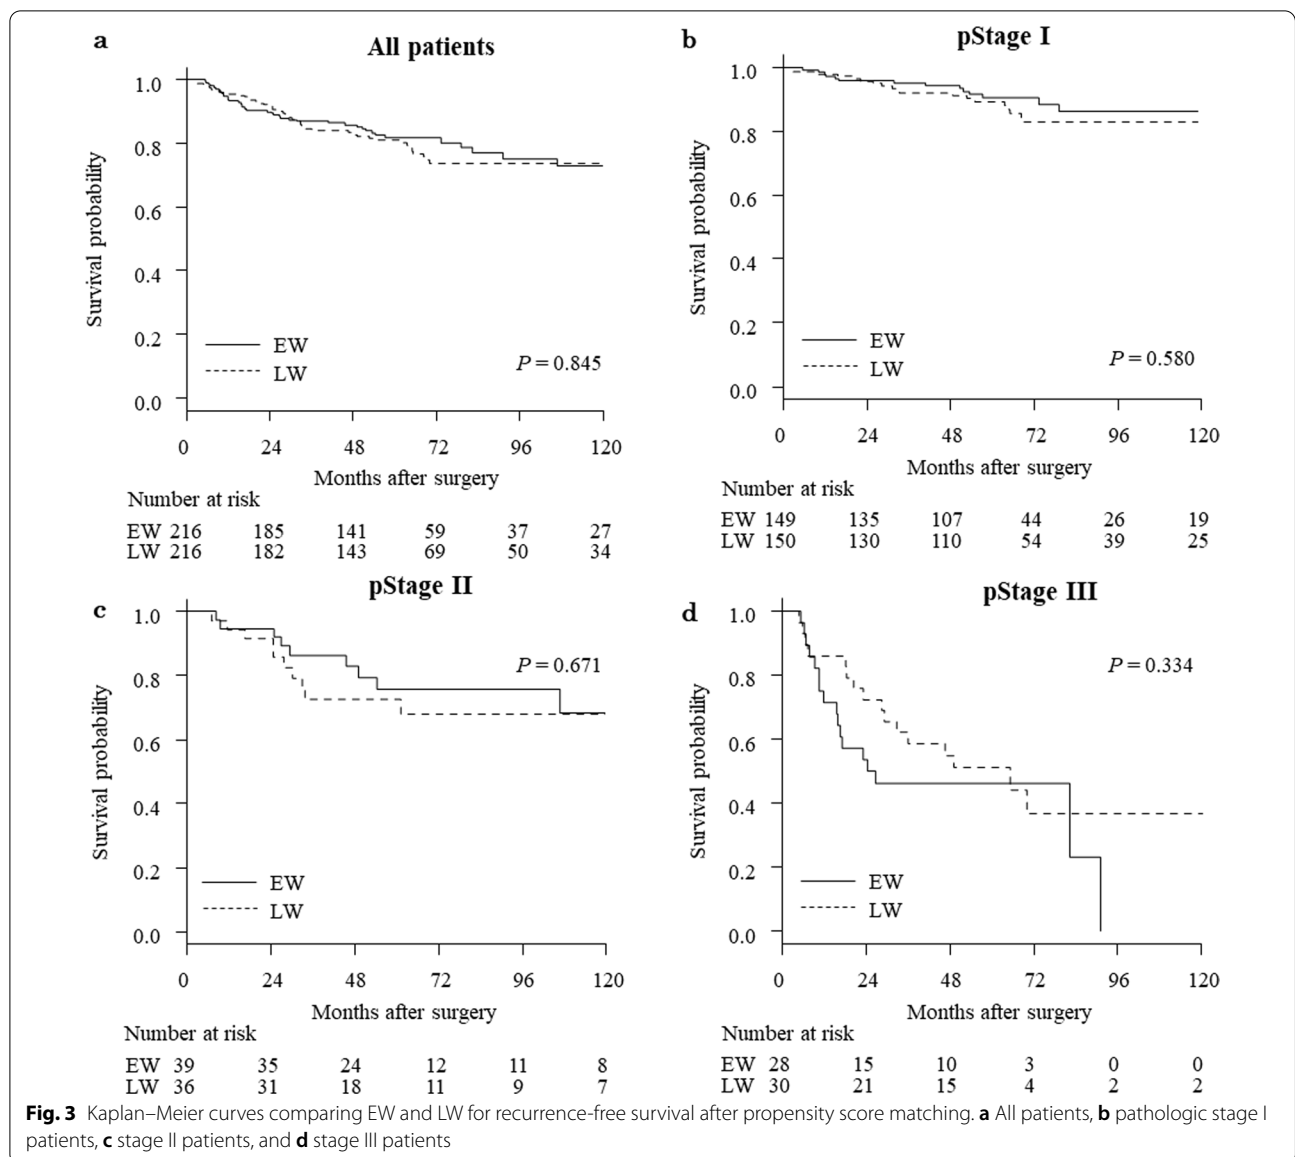 a
All patients
1.0
0.8
0.6
0.4
0.2
0.0
Survival probability
EW
LW
P = 0.845
0 24 48 72 96 120
Months after surgery
Number at risk
EW 216 185 141 59 37 27
LW 216 182 143 69 50 34
b
pStage I
1.0
0.8
0.6
0.4
0.2
0.0
Survival probability
EW
LW
P = 0.580
0 24 48 72 96 120
Months after surgery
Number at risk
EW 149 135 107 44 26 19
LW 150 130 110 54 39 25
c
pStage II
1.0
0.8
0.6
0.4
0.2
0.0
Survival probability
P = 0.671
EW
LW
0 24 48 72 96 120
Months after surgery
Number at risk
EW 39 35 24 12 11 8
LW 36 31 18 11 9 7
d
pStage III
1.0
0.8
0.6
0.4
0.2
0.0
Survival probability
P = 0.334
EW
LW
0 24 48 72 96 120
Months after surgery
Number at risk
EW 28 15 10 3 0 0
LW 30 21 15 4 2 2
Fig. 3 Kaplan–Meier curves comparing EW and LW for recurrence-free survival after propensity score matching. a All patients, b pathologic stage I
patients, c stage II patients, and d stage III patients